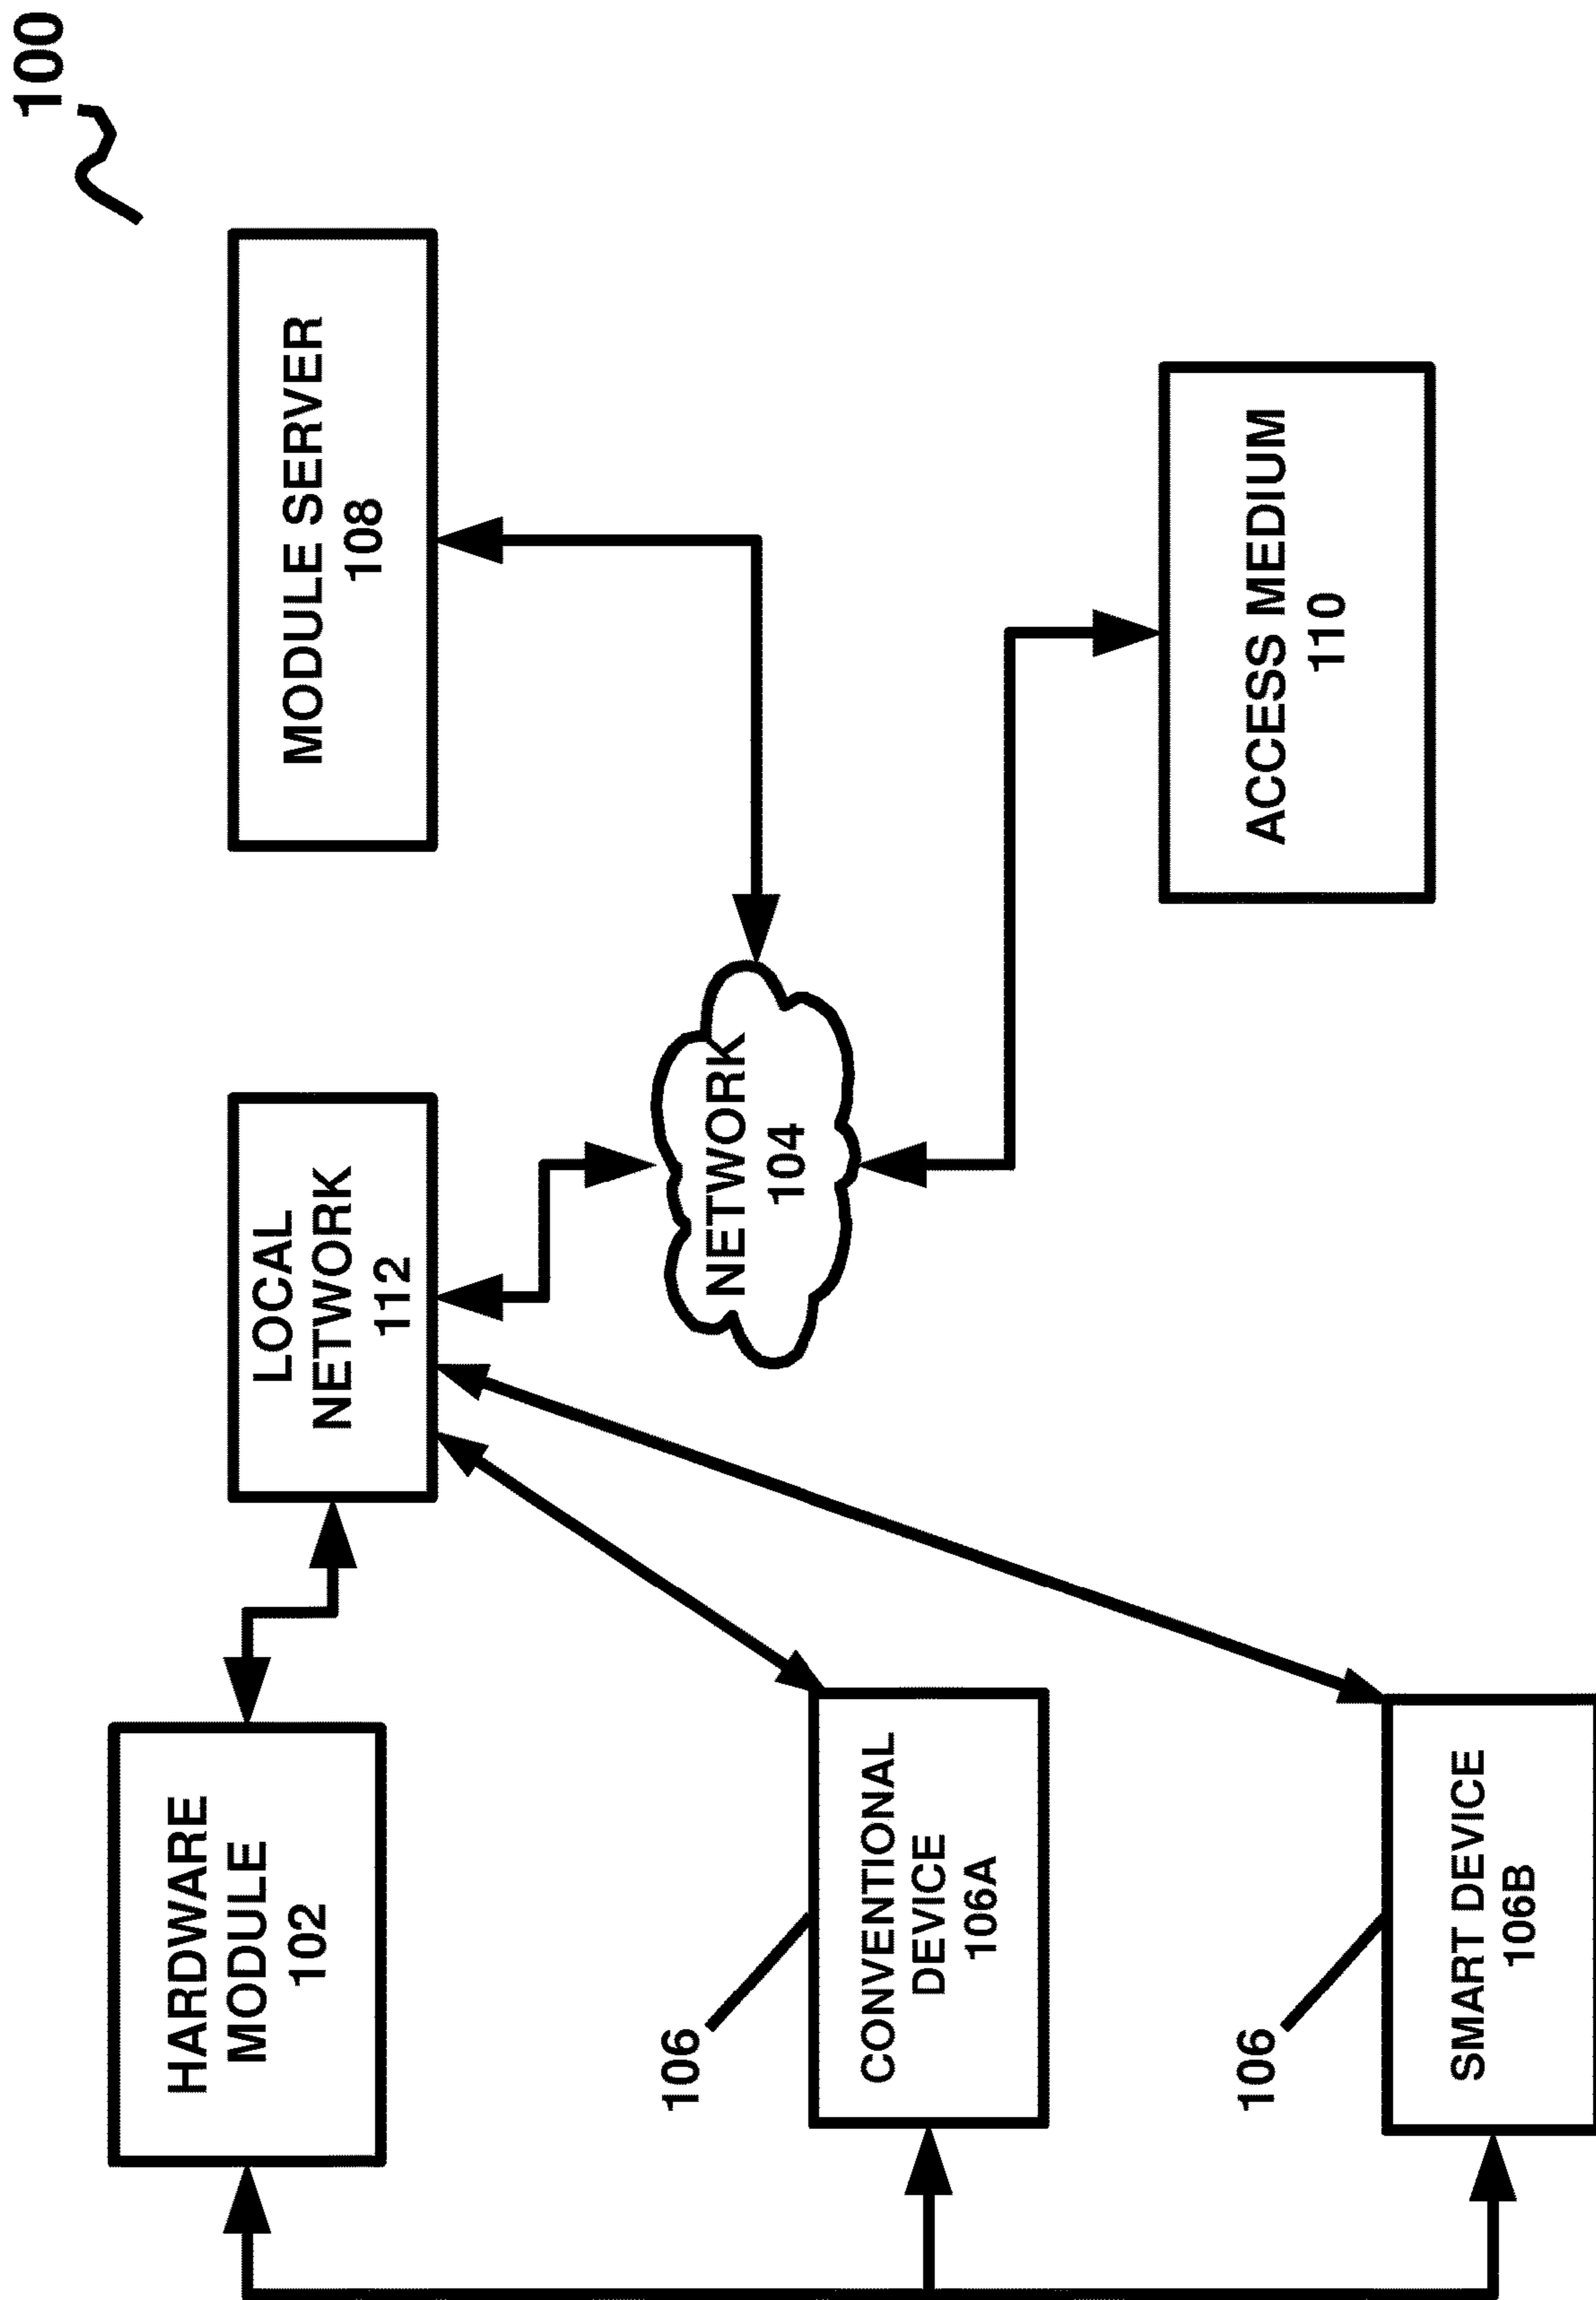 100
HARDWARE
MODULE
102
LOCAL
NETWORK
112
MODULE SERVER
108
106
CONVENTIONAL
DEVICE
106A
NETWORK
104
106
SMART DEVICE
106B
ACCESS MEDIUM
110